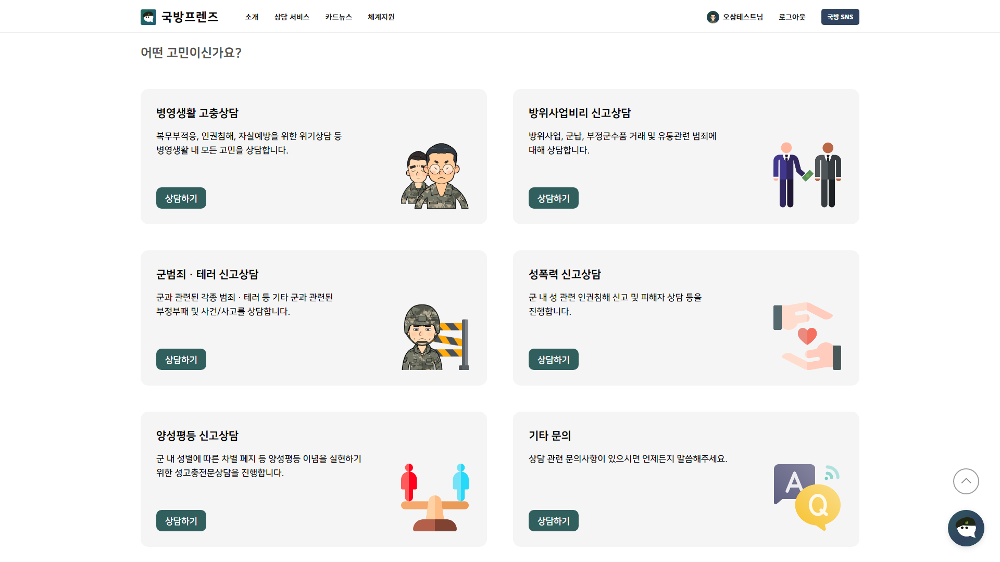 국방프렌즈
소개 상담 서비스 카드뉴스 체계지원
오삼테스트님 로그아웃 국방 SNS
어떤 고민이신가요?
병영생활 고충상담
복무부적응, 인권침해, 자살예방을 위한 위기상담 등
병영생활 내 모든 고민을 상담합니다.
상담하기
방위사업비리 신고상담
방위사업, 군납, 부정군수품 거래 및 유통관련 범죄에
대해 상담합니다.
상담하기
군범죄 · 테러 신고상담
군과 관련된 각종 범죄 · 테러 등 기타 군과 관련된
부정부패 및 사건/사고를 상담합니다.
상담하기
성폭력 신고상담
군 내 성 관련 인권침해 신고 및 피해자 상담 등을
진행합니다.
상담하기
양성평등 신고상담
군 내 성별에 따른 차별 폐지 등 양성평등 이념을 실현하기
위한 성고충전문상담을 진행합니다.
상담하기
기타 문의
상담 관련 문의사항이 있으시면 언제든지 말씀해주세요.
A
Q
상담하기